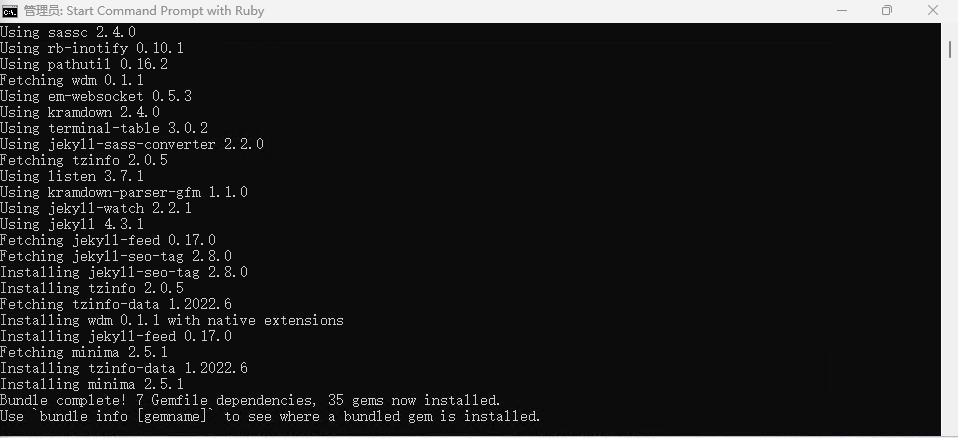 管理员: Start Command Prompt with Ruby
Using sassc 2.4.0
Using rb-inotify 0.10.1
Using pathutil 0.16.2
Fetching wdm 0.1.1
Using em-websocket 0.5.3
Using kramdown 2.4.0
Using terminal-table 3.0.2
Using jekyll-sass-converter 2.2.0
Fetching tzinfo 2.0.5
Using listen 3.7.1
Using kramdown-parser-gfm 1.1.0
Using jekyll-watch 2.2.1
Using jekyll 4.3.1
Fetching jekyll-feed 0.17.0
Fetching jekyll-seo-tag 2.8.0
Installing jekyll-seo-tag 2.8.0
Installing tzinfo 2.0.5
Fetching tzinfo-data 1.2022.6
Installing wdm 0.1.1 with native extensions
Installing jekyll-feed 0.17.0
Fetching minima 2.5.1
Installing tzinfo-data 1.2022.6
Installing minima 2.5.1
Bundle complete! 7 Gemfile dependencies, 35 gems now installed.
Use `bundle info [gemname]` to see where a bundled gem is installed.